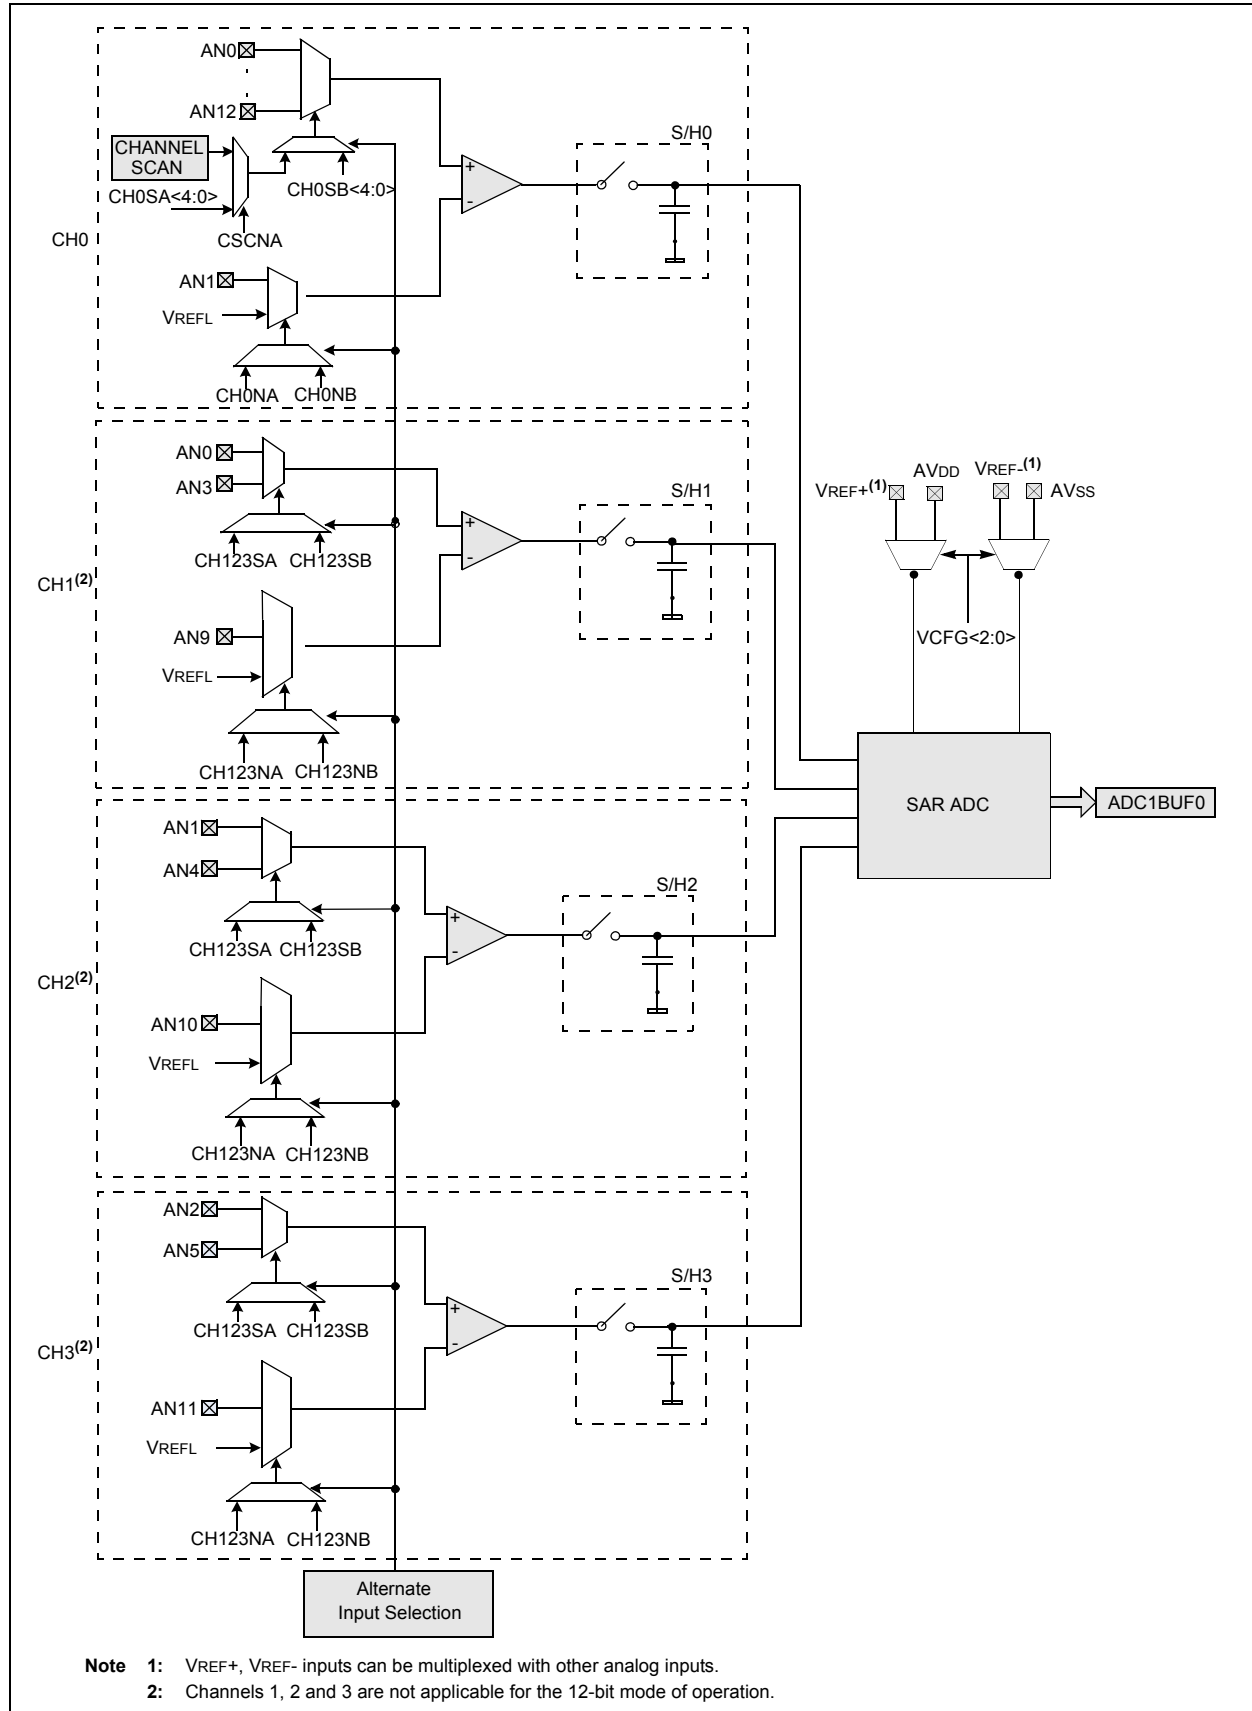 AN0
AN12
CHANNEL
SCAN
CH0SA<4:0>
CH0SB<4:0>
CSCNA
CH0
AN1
VREFL
CH0NA CH0NB
+
-
S/H0
AN0
AN3
CH123SA CH123SB
CH1(2)
AN9
VREFL
CH123NA CH123NB
+
-
S/H1
VREF+(1)
AVDD
VREF-(1)
AVSS
VCFG<2:0>
SAR ADC
ADC1BUF0
AN1
AN4
CH123SA CH123SB
CH2(2)
AN10
VREFL
CH123NA CH123NB
+
-
S/H2
AN2
AN5
CH123SA CH123SB
CH3(2)
AN11
VREFL
CH123NA CH123NB
+
-
S/H3
Alternate
Input Selection
Note 1: VREF+, VREF- inputs can be multiplexed with other analog inputs.
2: Channels 1, 2 and 3 are not applicable for the 12-bit mode of operation.